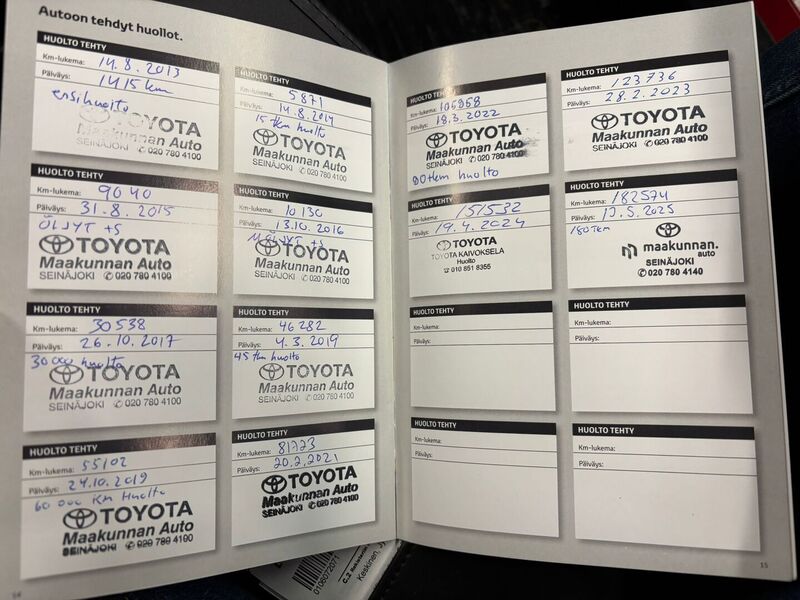 Autoon tehdyt huollot.
HUOLTO TEHTY
Km-lukema: 14.8.2013
Päiväys: 1415 km
ensihuolto
TOYOTA
Maakunnan Auto
SEINÄJOKI ✆ 020 780 4100
HUOLTO TEHTY
Km-lukema: 5871
Päiväys: 14.8.2014
15 tkm huolto
TOYOTA
Maakunnan Auto
SEINÄJOKI ✆ 020 780 4100
HUOLTO TEHTY
Km-lukema: 9040
Päiväys: 31.8.2015
ÖLJYT +S
TOYOTA
Maakunnan Auto
SEINÄJOKI ✆ 020 780 4100
HUOLTO TEHTY
Km-lukema: 10130
Päiväys: 13.10.2016
TOYOTA
Maakunnan Auto
SEINÄJOKI ✆ 020 780 4100
HUOLTO TEHTY
Km-lukema: 30538
Päiväys: 26.10.2017
30 000 huolto
TOYOTA
Maakunnan Auto
SEINÄJOKI ✆ 020 780 4100
HUOLTO TEHTY
Km-lukema: 46282
Päiväys: 4.3.2019
45 tkm huolto
TOYOTA
Maakunnan Auto
SEINÄJOKI ✆ 020 780 4100
HUOLTO TEHTY
Km-lukema: 55102
Päiväys: 24.10.2019
60 000 KM Huolto
TOYOTA
Maakunnan Auto
SEINÄJOKI ✆ 020 780 4100
HUOLTO TEHTY
Km-lukema: 81723
Päiväys: 20.2.2021
TOYOTA
Maakunnan Auto
SEINÄJOKI ✆ 020 780 4100
14
HUOLTO TEHTY
Km-lukema: 106958
Päiväys: 18.3.2022
TOYOTA
Maakunnan Auto
SEINÄJOKI ✆ 020 780 4100
90 tkm huolto
HUOLTO TEHTY
Km-lukema: 123736
Päiväys: 28.2.2023
TOYOTA
Maakunnan Auto
SEINÄJOKI ✆ 020 780 4100
HUOLTO TEHTY
Km-lukema: 151532
Päiväys: 19.4.2024
TOYOTA
TOYOTA KAIVOKSELA
Huolto
☎ 010 851 8355
HUOLTO TEHTY
Km-lukema: 182574
Päiväys: 17.5.2025
180 TKM
maakunnan.
auto
SEINÄJOKI
✆ 020 780 4140
HUOLTO TEHTY
Km-lukema:
Päiväys:
HUOLTO TEHTY
Km-lukema:
Päiväys:
HUOLTO TEHTY
Km-lukema:
Päiväys:
HUOLTO TEHTY
Km-lukema:
Päiväys:
15
0106072071
C.2
Keskinen,